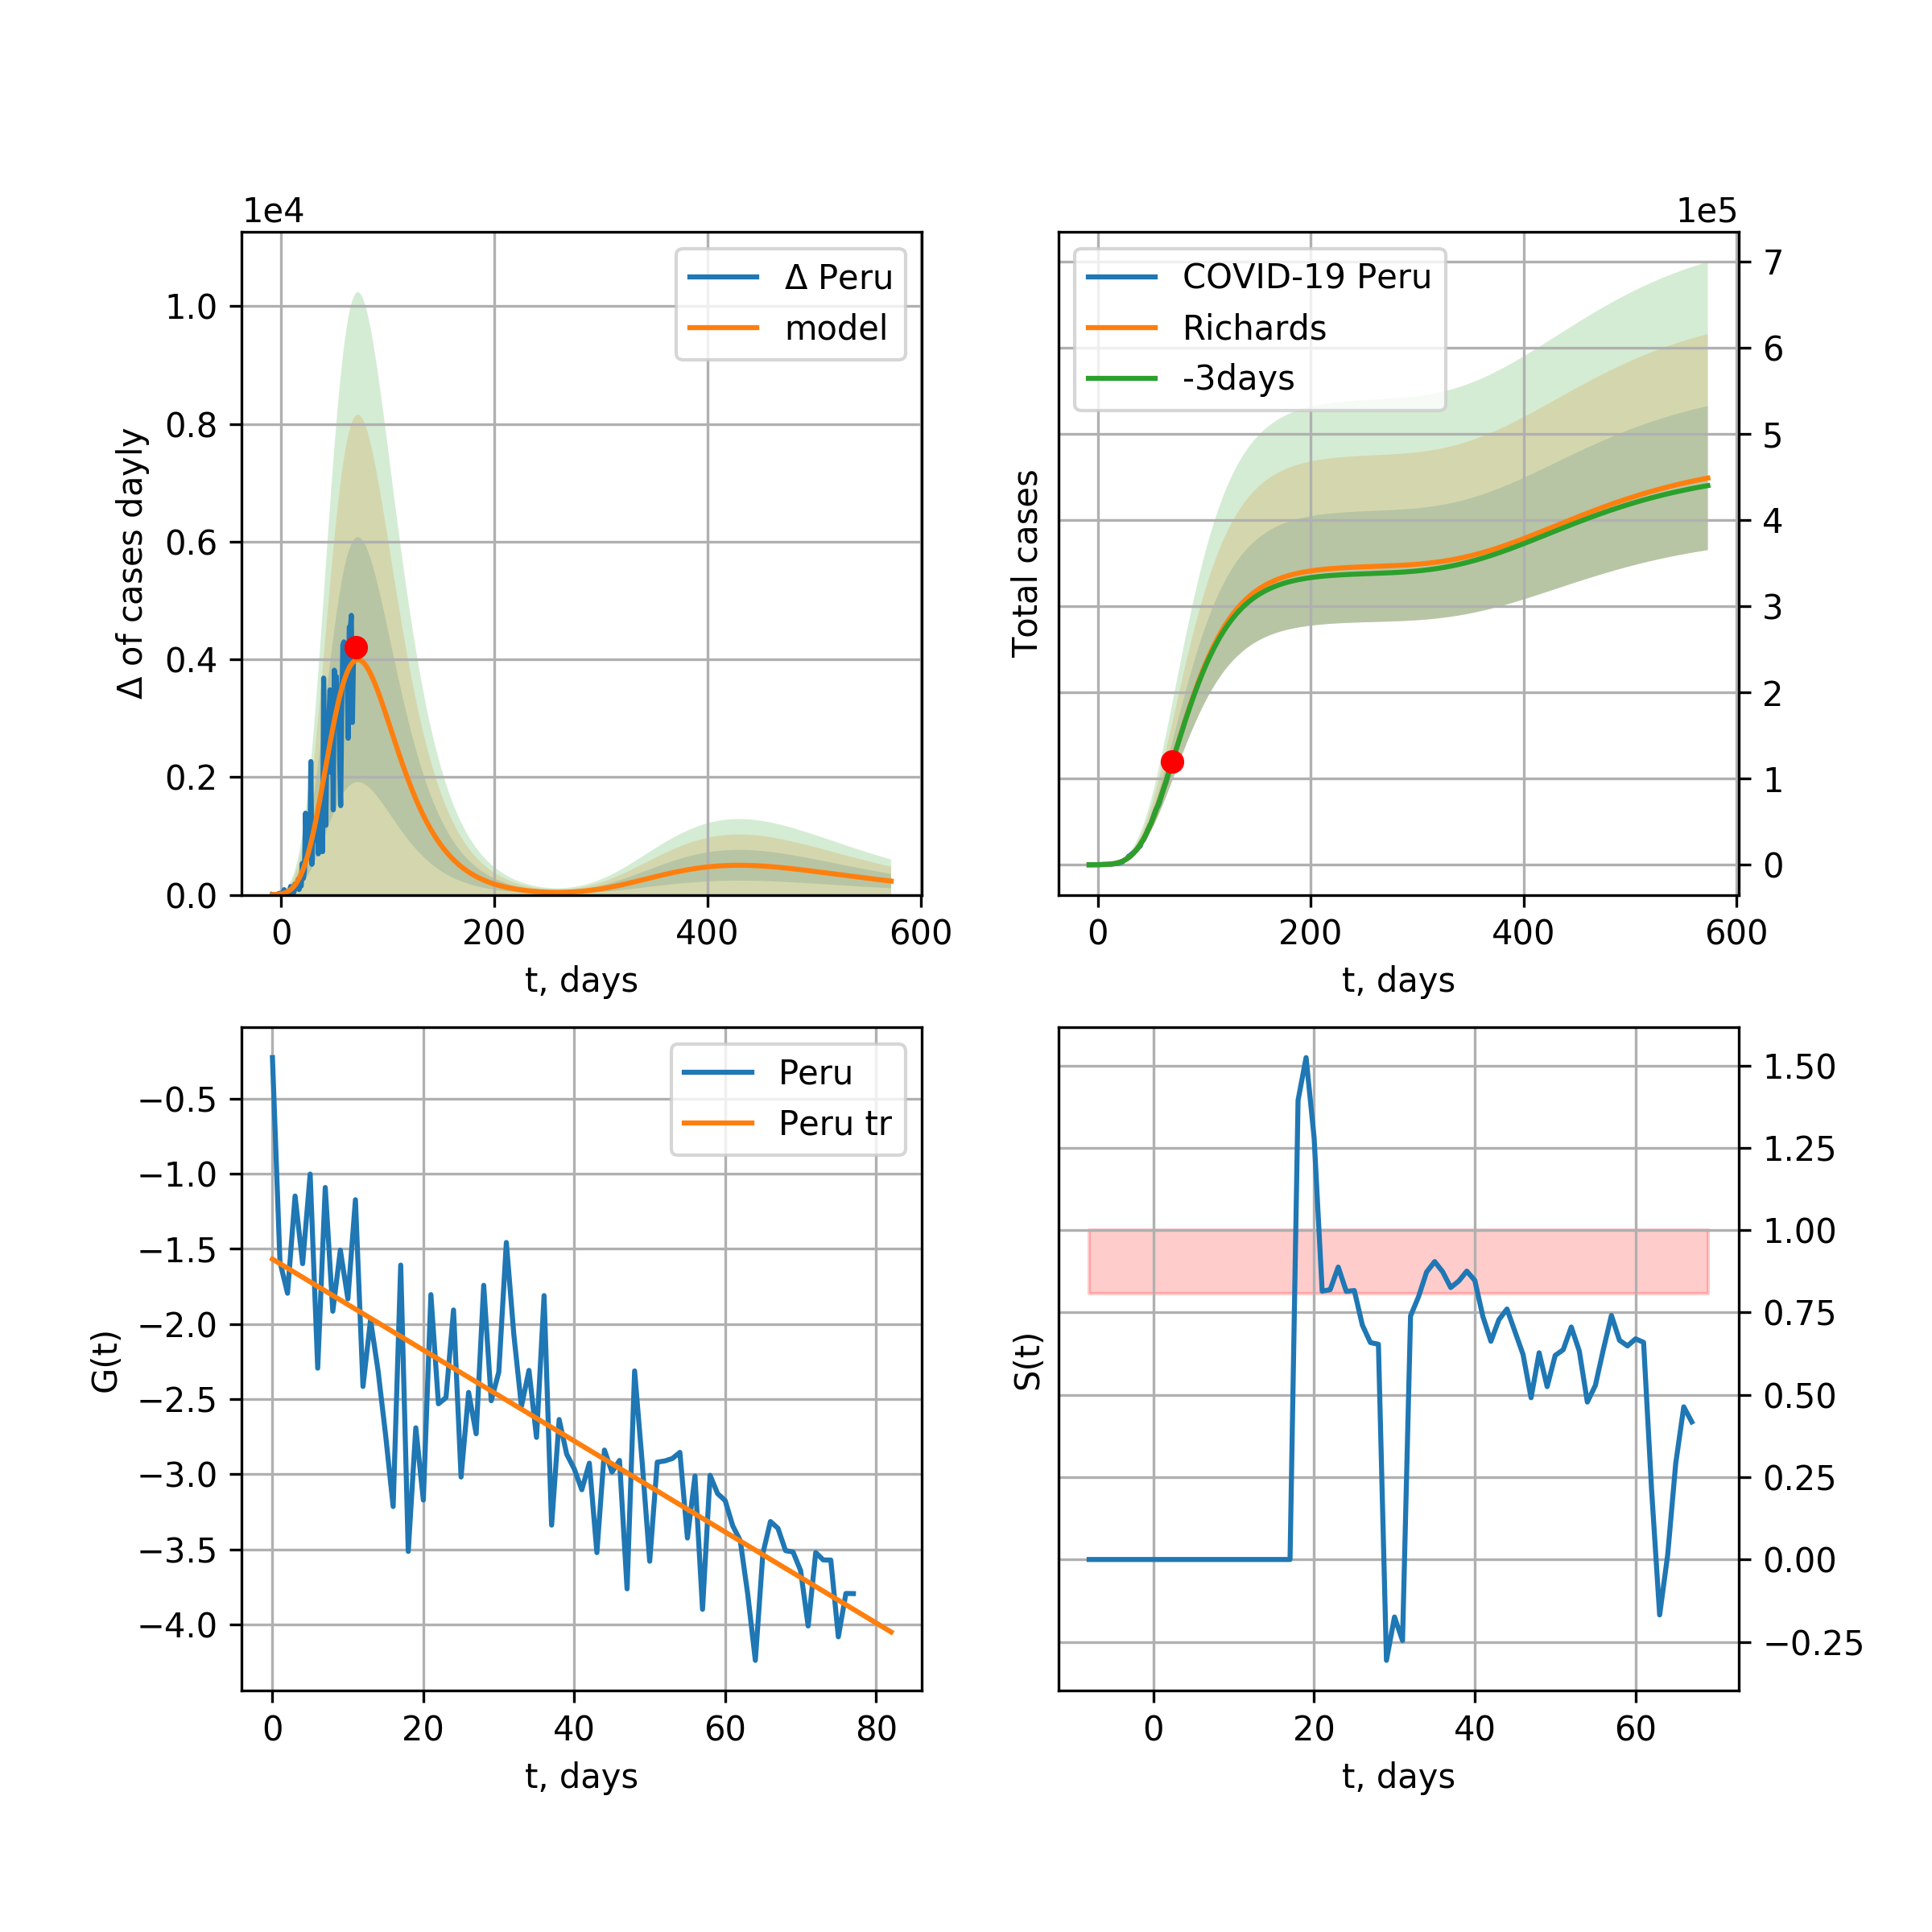 1e4
Δ Peru
model
1.0
0.8
0.6
0.4
0.2
0.0
Δ of cases dayly
0
200
400
600
t, days
1e5
COVID-19 Peru
Richards
-3days
7
6
5
4
3
2
1
0
Total cases
0
200
400
600
t, days
Peru
Peru tr
−0.5
−1.0
−1.5
−2.0
−2.5
−3.0
−3.5
−4.0
G(t)
0
20
40
60
80
t, days
1.50
1.25
1.00
0.75
0.50
0.25
0.00
−0.25
S(t)
0
20
40
60
t, days